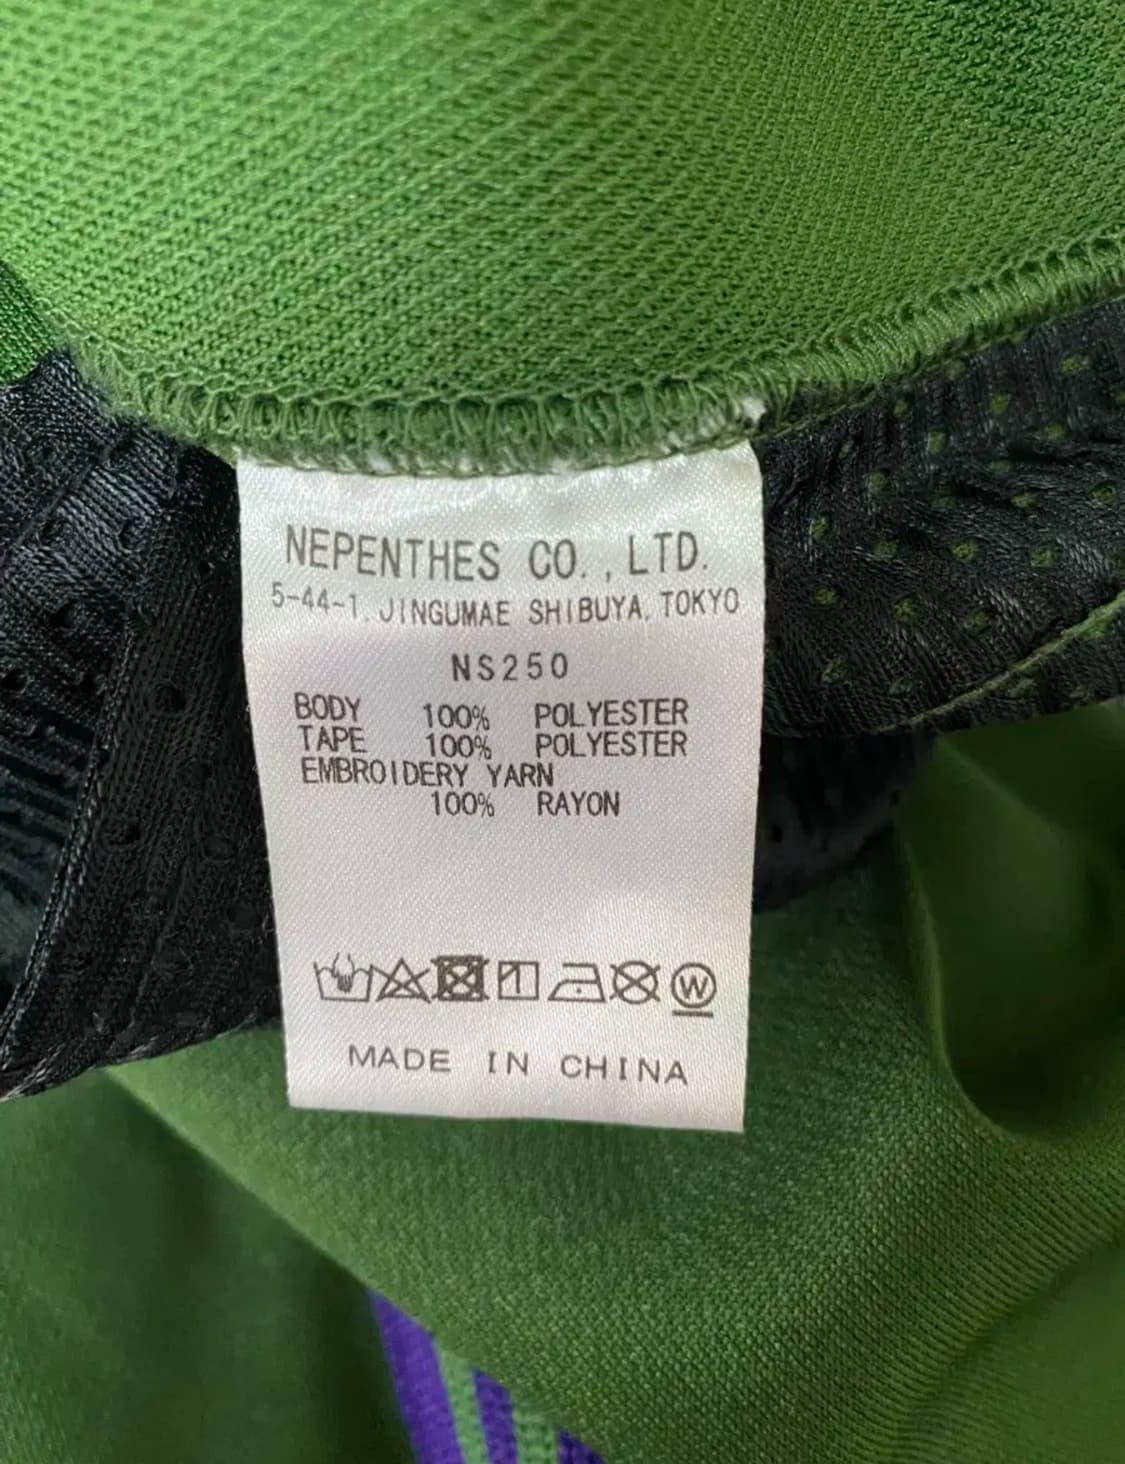 NEPENTHES CO., LTD.
5-44-1, JINGUMAE SHIBUYA, TOKYO
NS250
BODY 100% POLYESTER
TAPE 100% POLYESTER
EMBROIDERY YARN
100% RAYON
W
MADE IN CHINA